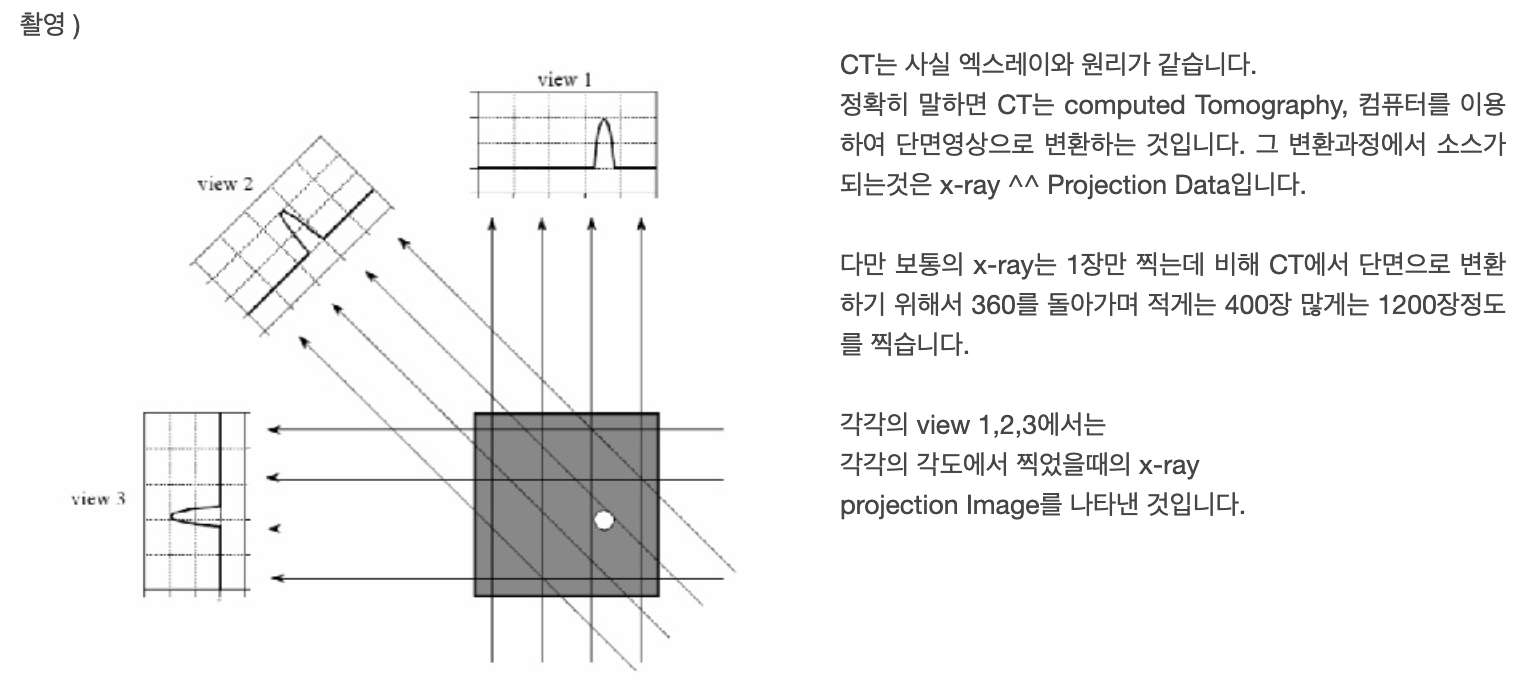 촬영 )
view 1
view 2
view 3
CT는 사실 엑스레이와 원리가 같습니다.
정확히 말하면 CT는 computed Tomography, 컴퓨터를 이용
하여 단면영상으로 변환하는 것입니다. 그 변환과정에서 소스가
되는것은 x-ray ^^ Projection Data입니다.
다만 보통의 x-ray는 1장만 찍는데 비해 CT에서 단면으로 변환
하기 위해서 360를 돌아가며 적게는 400장 많게는 1200장정도
를 찍습니다.
각각의 view 1,2,3에서는
각각의 각도에서 찍었을때의 x-ray
projection Image를 나타낸 것입니다.